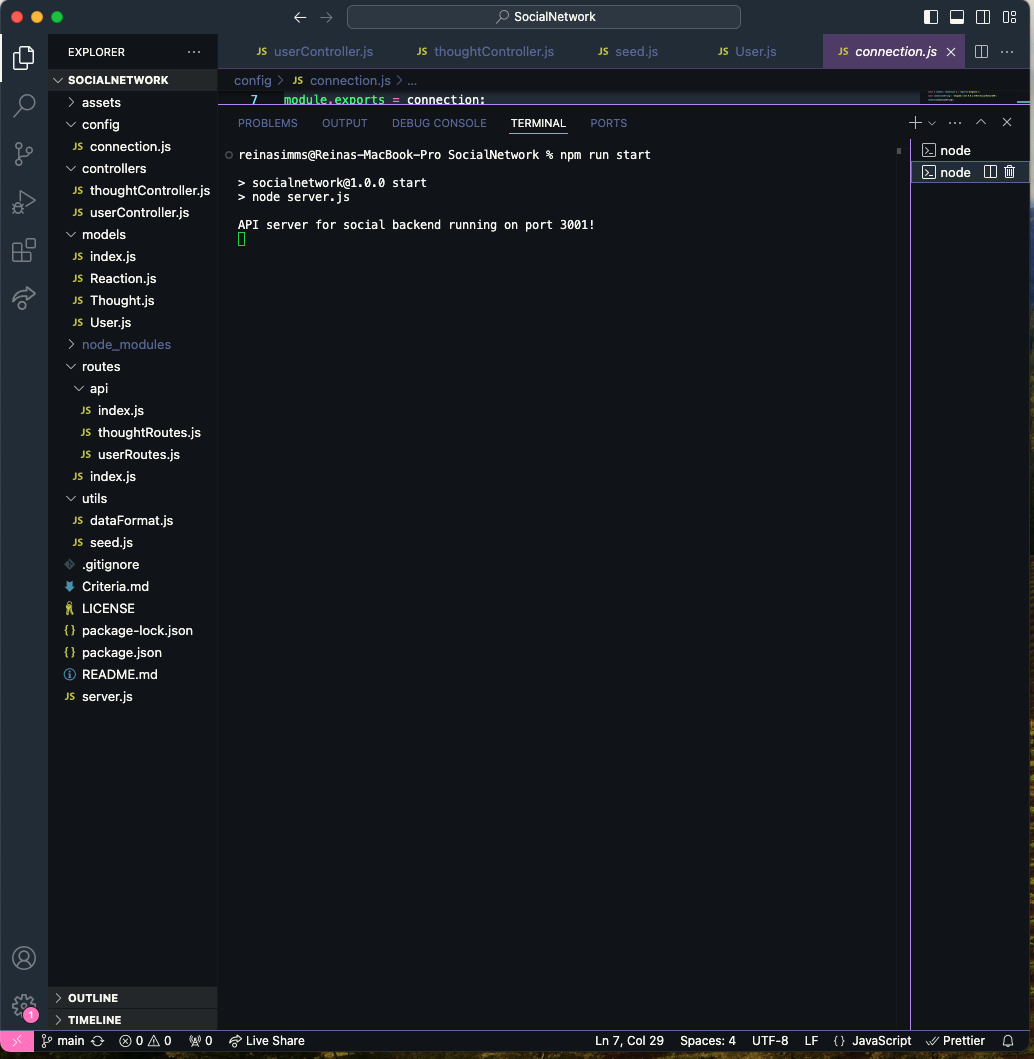 SocialNetwork
EXPLORER ...
JS userController.js JS thoughtController.js JS seed.js JS User.js JS connection.js
SOCIALNETWORK
config > JS connection.js > ...
7 module.exports = connection;
assets
config
JS connection.js
controllers
JS thoughtController.js
JS userController.js
models
JS index.js
JS Reaction.js
JS Thought.js
JS User.js
node_modules
routes
api
JS index.js
JS thoughtRoutes.js
JS userRoutes.js
JS index.js
utils
JS dataFormat.js
JS seed.js
.gitignore
Criteria.md
LICENSE
{} package-lock.json
{} package.json
README.md
JS server.js
OUTLINE
TIMELINE
PROBLEMS OUTPUT DEBUG CONSOLE TERMINAL PORTS
reinasimms@Reinas-MacBook-Pro SocialNetwork % npm run start
> socialnetwork@1.0.0 start
> node server.js
API server for social backend running on port 3001!
node
node
1
main 0 0 0 Live Share Ln 7, Col 29 Spaces: 4 UTF-8 LF {} JavaScript Prettier